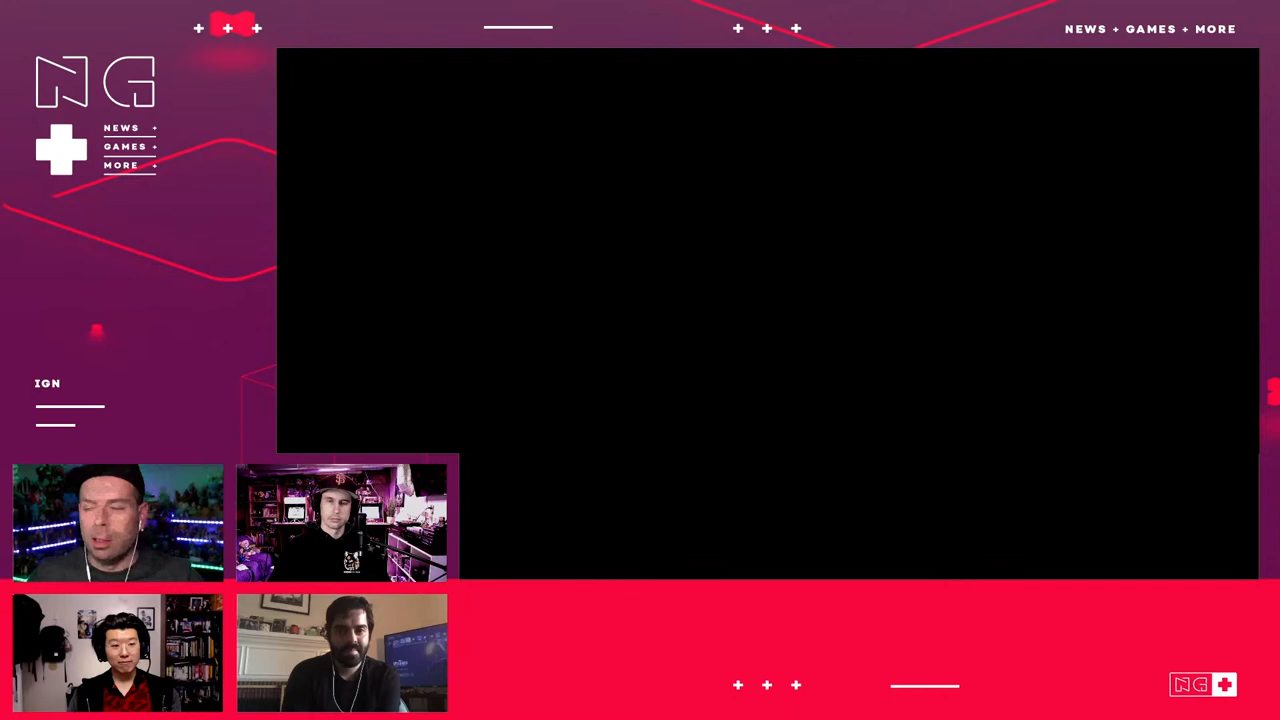 NEWS + GAMES + MORE
NG
NEWS +
GAMES +
MORE +
IGN
NG+